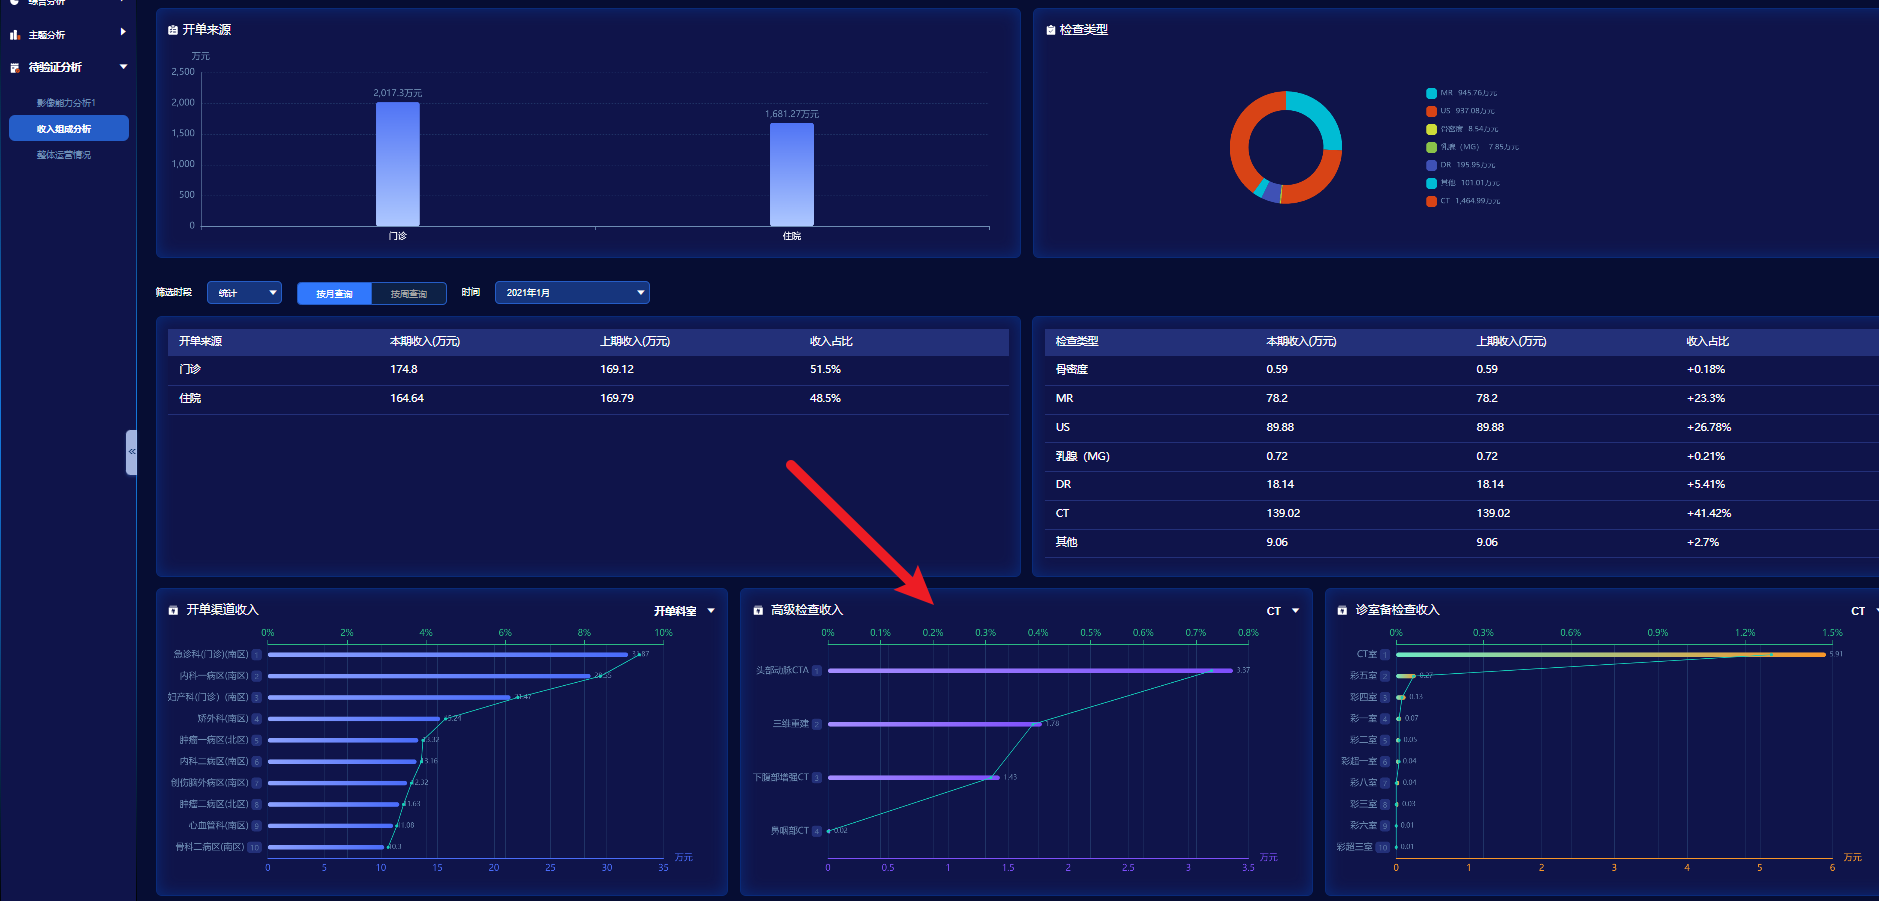 综合分析
主题分析
待验证分析
影像能力分析1
收入组成分析
整体运营情况
开单来源
万元
2,500
2,000
1,500
1,000
500
0
2,017.3万元
1,681.27万元
门诊
住院
检查类型
MR 945.76万元
US 937.08万元
骨密度 8.54万元
乳腺（MG） 7.85万元
DR 195.95万元
其他 101.01万元
CT 1,464.99万元
筛选时段 统计 按月查询 按周查询 时间 2021年1月
开单来源 本期收入(万元) 上期收入(万元) 收入占比
门诊 174.8 169.12 51.5%
住院 164.64 169.79 48.5%
检查类型 本期收入(万元) 上期收入(万元) 收入占比
骨密度 0.59 0.59 +0.18%
MR 78.2 78.2 +23.3%
US 89.88 89.88 +26.78%
乳腺（MG） 0.72 0.72 +0.21%
DR 18.14 18.14 +5.41%
CT 139.02 139.02 +41.42%
其他 9.06 9.06 +2.7%
开单渠道收入 开单科室
0% 2% 4% 6% 8% 10%
急诊科(门诊)(南区) 1
内科一病区(南区) 2
妇产科(门诊)（南区) 3
矫外科(南区) 4
肿瘤一病区(北区) 5
内科二病区(南区) 6
创伤脑外病区(南区) 7
肿瘤二病区(北区) 8 11.63
心血管科(南区) 9 11.08
骨科二病区(南区) 10
万元
0 5 10 15 20 25 30 35
高级检查收入 CT
0% 0.1% 0.2% 0.3% 0.4% 0.5% 0.6% 0.7% 0.8%
头部动脉CTA 1 3.37
三维重建 2 1.78
下腹部增强CT 3 1.43
鼻咽部CT 4 0.02
万元
0 0.5 1 1.5 2 2.5 3 3.5
诊室备检查收入 CT
0% 0.3% 0.6% 0.9% 1.2% 1.5%
CT室 1 5.91
彩五室 2 0.27
彩四室 3 0.13
彩一室 4 0.07
彩二室 5 0.05
彩超一室 6 0.04
彩八室 7 0.04
彩三室 8 0.03
彩六室 9 0.01
彩超三室 10 0.01
万元
0 1 2 3 4 5 6